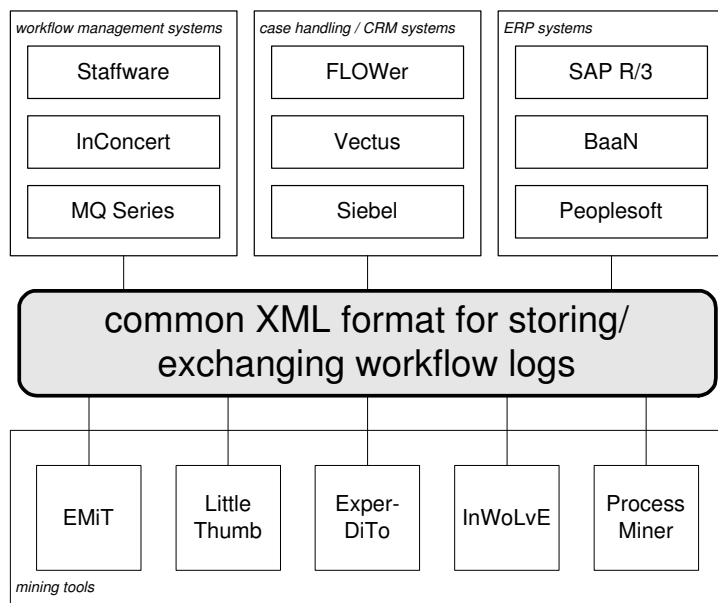 workflow management systems
Staffware
InConcert
MQ Series
case handling / CRM systems
FLOWer
Vectus
Siebel
ERP systems
SAP R/3
BaaN
Peoplesoft
common XML format for storing/
exchanging workflow logs
EMiT
Little
Thumb
Exper-
DiTo
InWoLvE
Process
Miner
mining tools